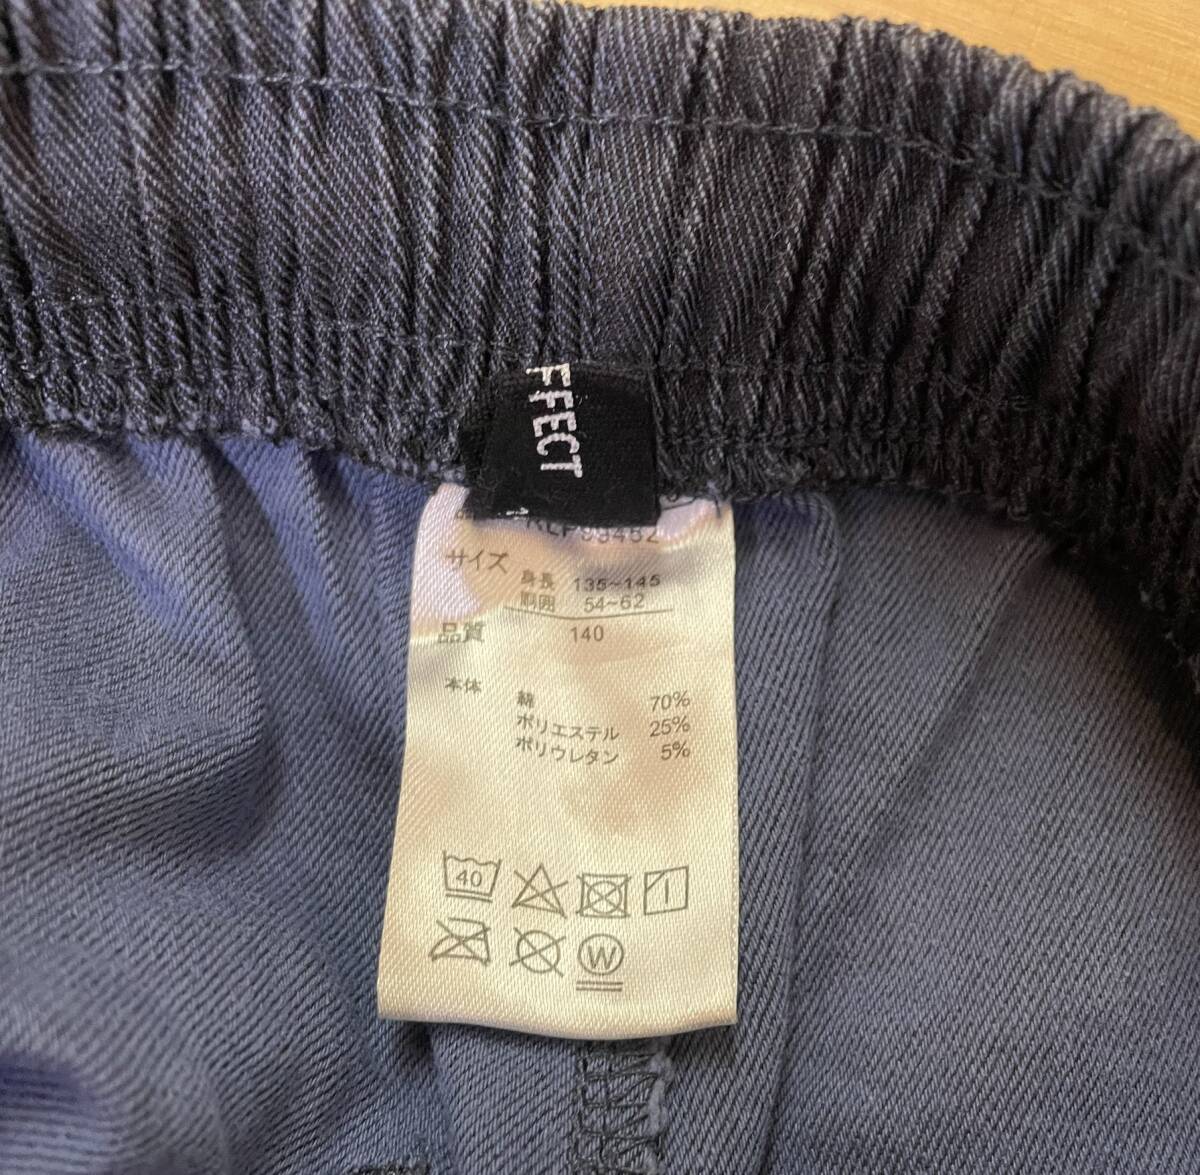 FFECT
サイズ
身長 135~145
胴囲 54~62
品質 140
本体 綿 70%
ポリエステル 25%
ポリウレタン 5%
40
W